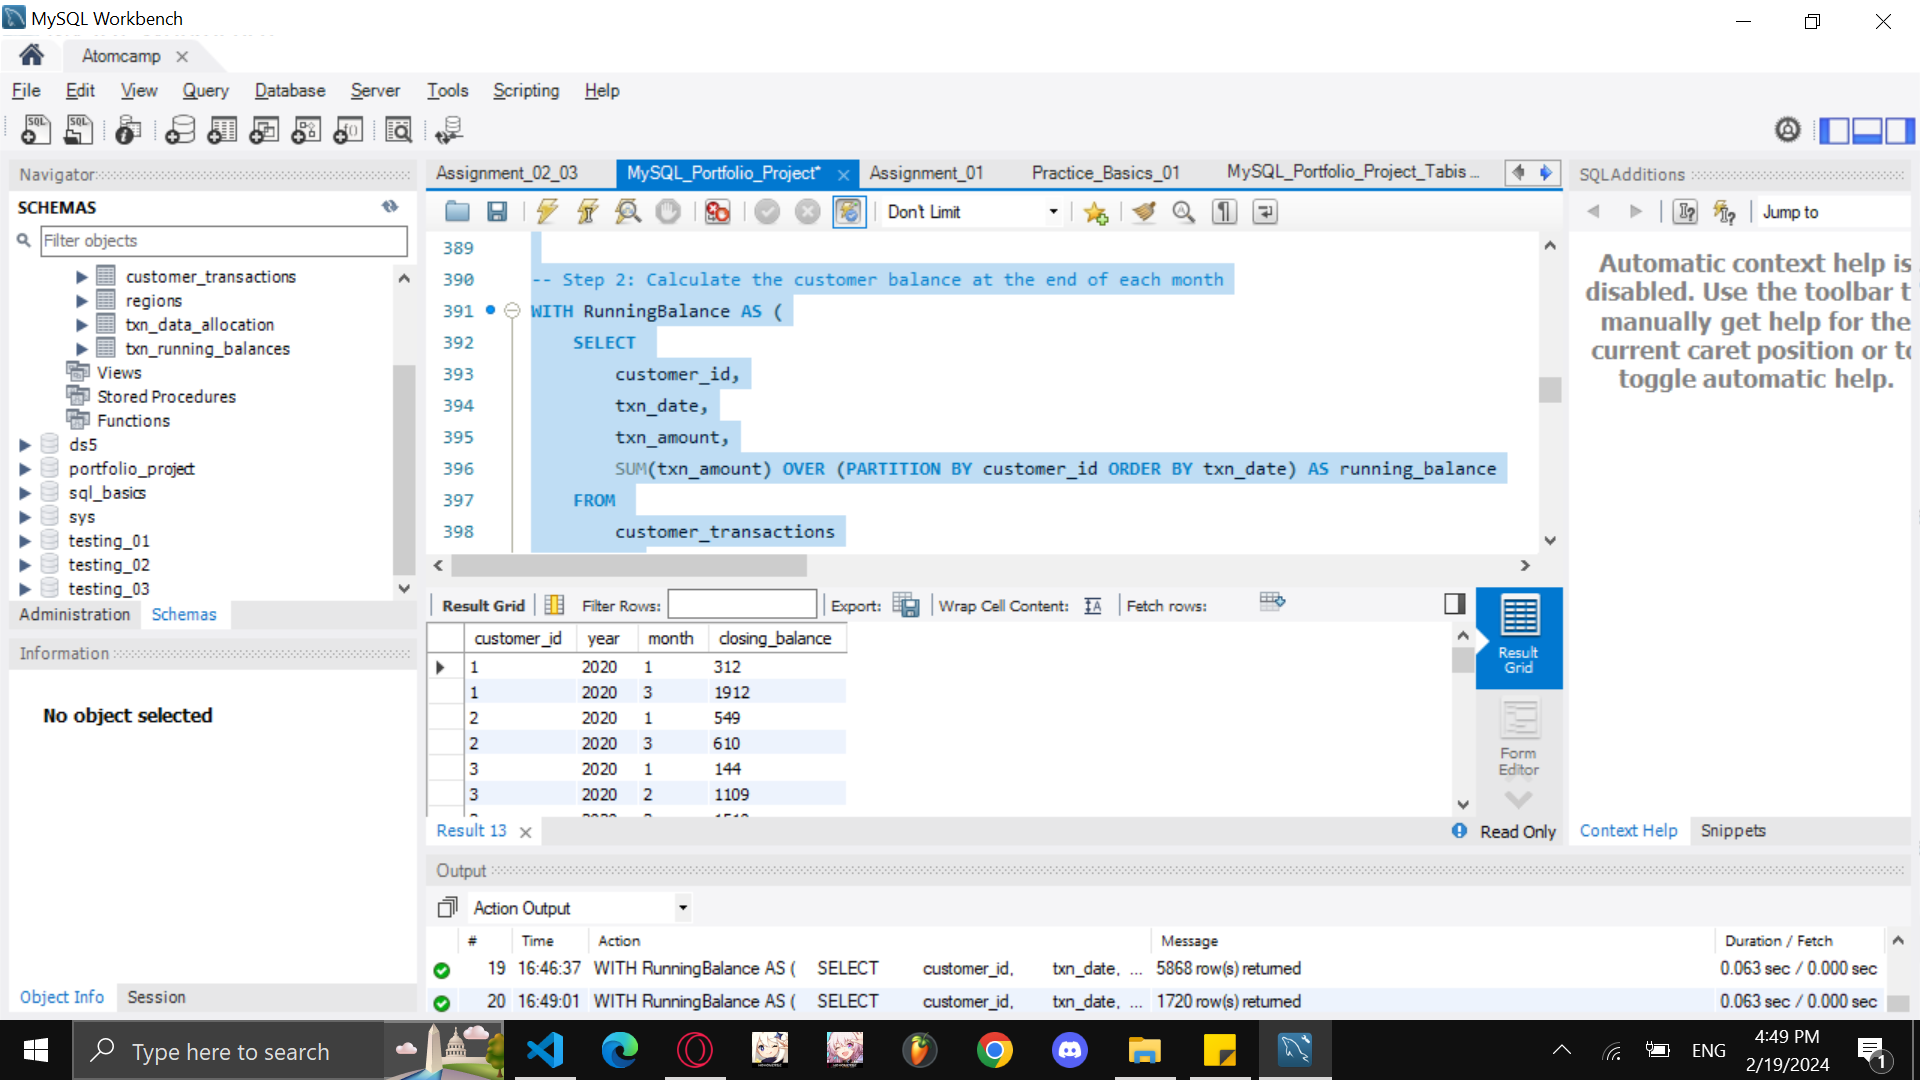 MySQL Workbench
Atomcamp
File Edit View Query Database Server Tools Scripting Help
Navigator
SCHEMAS
Filter objects
customer_transactions
regions
txn_data_allocation
txn_running_balances
Views
Stored Procedures
Functions
ds5
portfolio_project
sql_basics
sys
testing_01
testing_02
testing_03
Administration Schemas
Information
No object selected
Object Info Session
Assignment_02_03 MySQL_Portfolio_Project* Assignment_01 Practice_Basics_01 MySQL_Portfolio_Project_Tabis ...
Don't Limit
389
390 -- Step 2: Calculate the customer balance at the end of each month
391 WITH RunningBalance AS (
392 SELECT
393 customer_id,
394 txn_date,
395 txn_amount,
396 SUM(txn_amount) OVER (PARTITION BY customer_id ORDER BY txn_date) AS running_balance
397 FROM
398 customer_transactions
Result Grid Filter Rows: Export: Wrap Cell Content: Fetch rows:
customer_id year month closing_balance
1 2020 1 312
1 2020 3 1912
2 2020 1 549
2 2020 3 610
3 2020 1 144
3 2020 2 1109
Result 13
Result
Grid
Form
Editor
Read Only
SQLAdditions
Jump to
Automatic context help is
disabled. Use the toolbar t
manually get help for the
current caret position or to
toggle automatic help.
Context Help Snippets
Output
Action Output
# Time Action Message Duration / Fetch
19 16:46:37 WITH RunningBalance AS ( SELECT customer_id, txn_date, ... 5868 row(s) returned 0.063 sec / 0.000 sec
20 16:49:01 WITH RunningBalance AS ( SELECT customer_id, txn_date, ... 1720 row(s) returned 0.063 sec / 0.000 sec
Type here to search
ENG
4:49 PM
2/19/2024
1